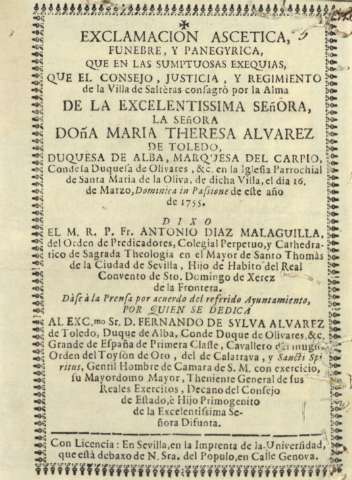 ✠
EXCLAMACION ASCETICA,
FUNEBRE, Y PANEGYRICA,
QUE EN LAS SUMPTUOSAS EXEQUIAS,
QUE EL CONSEJO, JUSTICIA, Y REGIMIENTO
de la Villa de Saltèras consagrò por la Alma
DE LA EXCELENTISSIMA SEñORA,
LA SEñORA
DOñA MARIA THERESA ALVAREZ
DE TOLEDO,
DUQUESA DE ALBA, MARQUESA DEL CARPIO,
Condesa Duquesa de Olivares, &c. en la Iglesia Parrochial
de Santa Maria de la Oliva, de dicha Villa, el dia 16.
de Marzo, Dominica in Passione de este año
de 1755.
DIXO
EL M. R. P. Fr. ANTONIO DIAZ MALAGUILLA,
del Orden de Predicadores, Colegial Perpetuo, y Cathedra-
tico de Sagrada Theologia en el Mayor de Santo Thomàs
de la Ciudad de Sevilla, Hijo de Habito del Real
Convento de Sto. Domingo de Xerez
de la Frontera.
Dàse à la Prensa por acuerdo del referido Ayuntamiento,
POR QUIEN SE DEDICA
AL EXC.mo Sr. D. FERNANDO DE SYLVA ALVAREZ
de Toledo, Duque de Alba, Conde Duque de Olivares, &c.
Grande de España de Primera Classe, Cavallero del insigne
Orden del Toyson de Oro, del de Calatrava, y Sancti Spi-
ritus, Gentil Hombre de Camara de S. M. con exercicio,
su Mayordomo Mayor, Theniente General de sus
Reales Exercitos, Decano del Consejo
de Estado, è Hijo Primogenito
de la Excelentissima Se-
ñora Difunta.
Con Licencia: En Sevilla, en la Imprenta de la Universidad,
que està debaxo de N. Sra. del Populo, en Calle Genova.